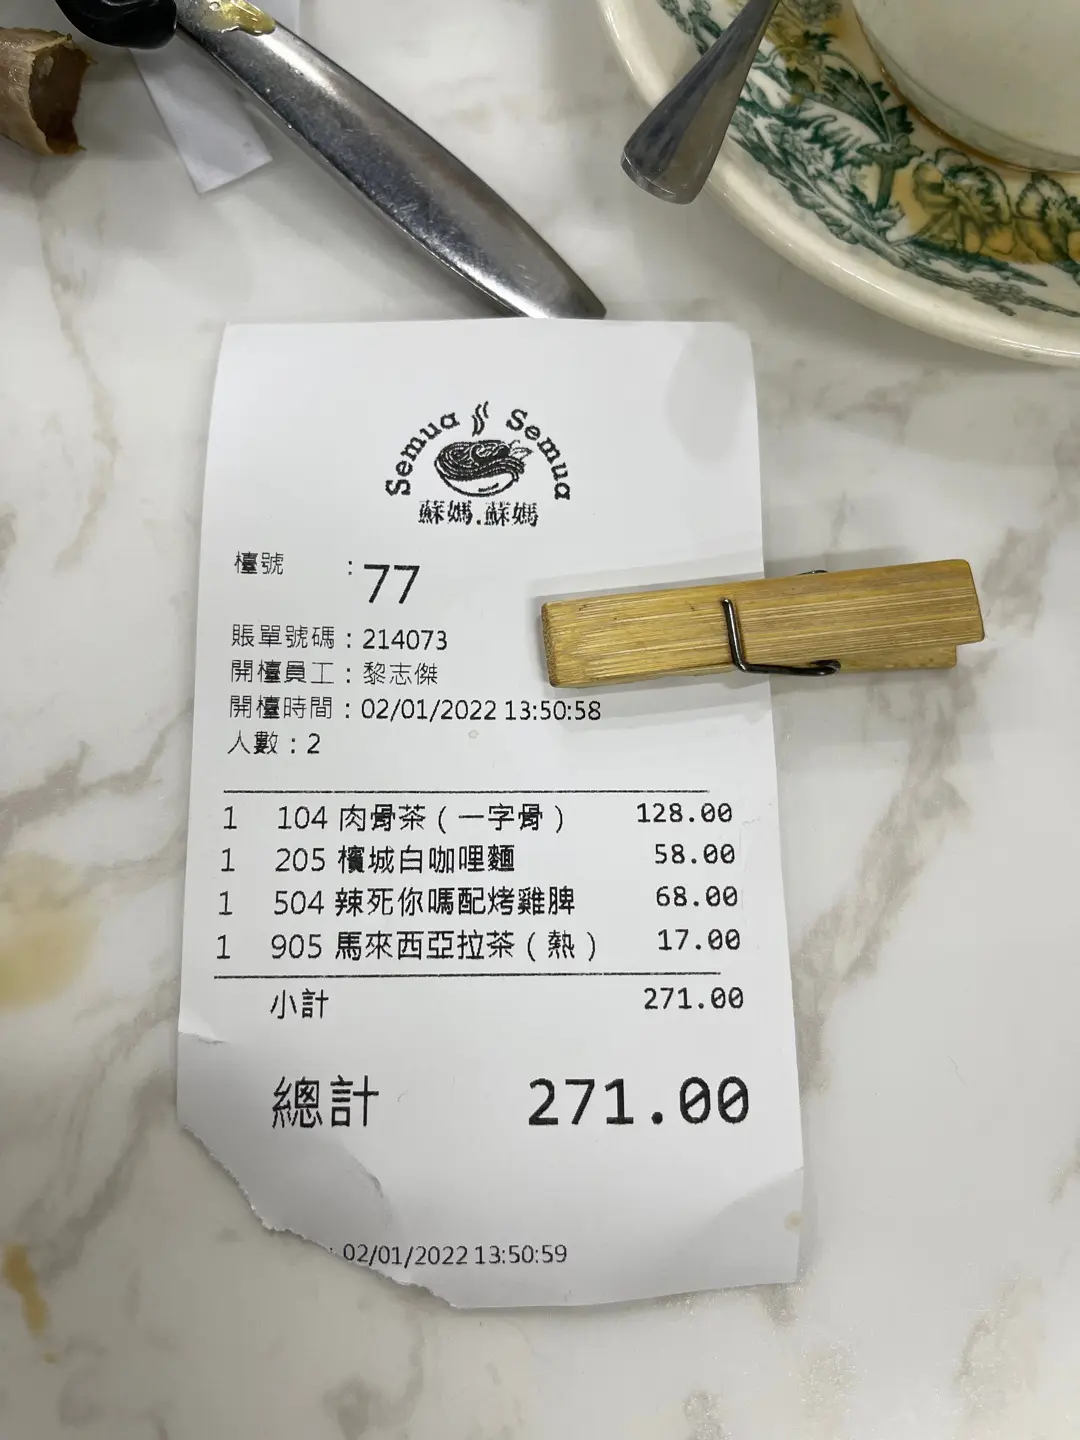 Semua Semua
蘇媽.蘇媽
檯號 : 77
賬單號碼 : 214073
開檯員工 : 黎志傑
開檯時間 : 02/01/2022 13:50:58
人數 : 2
1 104 肉骨茶 ( 一字骨 ) 128.00
1 205 檳城白咖哩麵 58.00
1 504 辣死你嗎配烤雞脾 68.00
1 905 馬來西亞拉茶 ( 熱 ) 17.00
小計 271.00
總計 271.00
: 02/01/2022 13:50:59